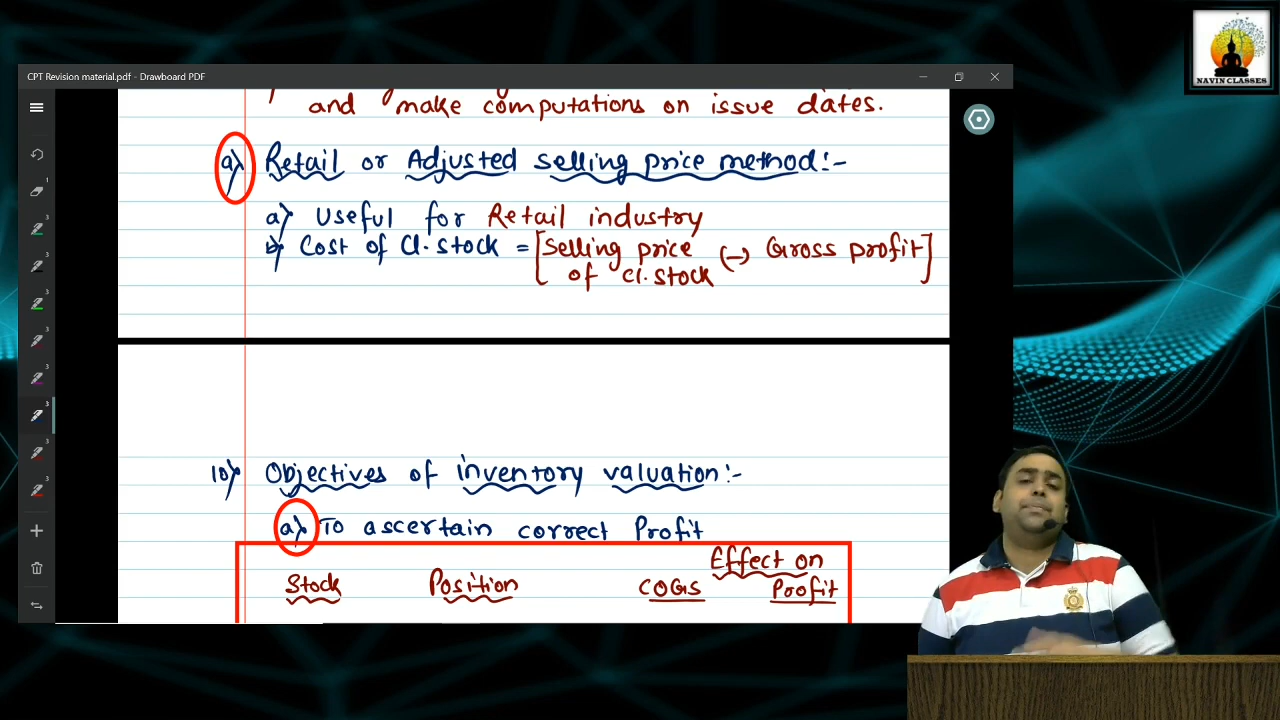 NAVIN CLASSES
CPT Revision material.pdf - Drawboard PDF
and make computations on issue dates.
9) Retail or Adjusted selling price method:-
a) Useful for Retail industry
b) Cost of Cl. stock = [Selling price (-) Gross profit]
of cl. stock
10) Objectives of inventory valuation:-
a) To ascertain correct Profit
Effect on
Stock Position COGS Profit